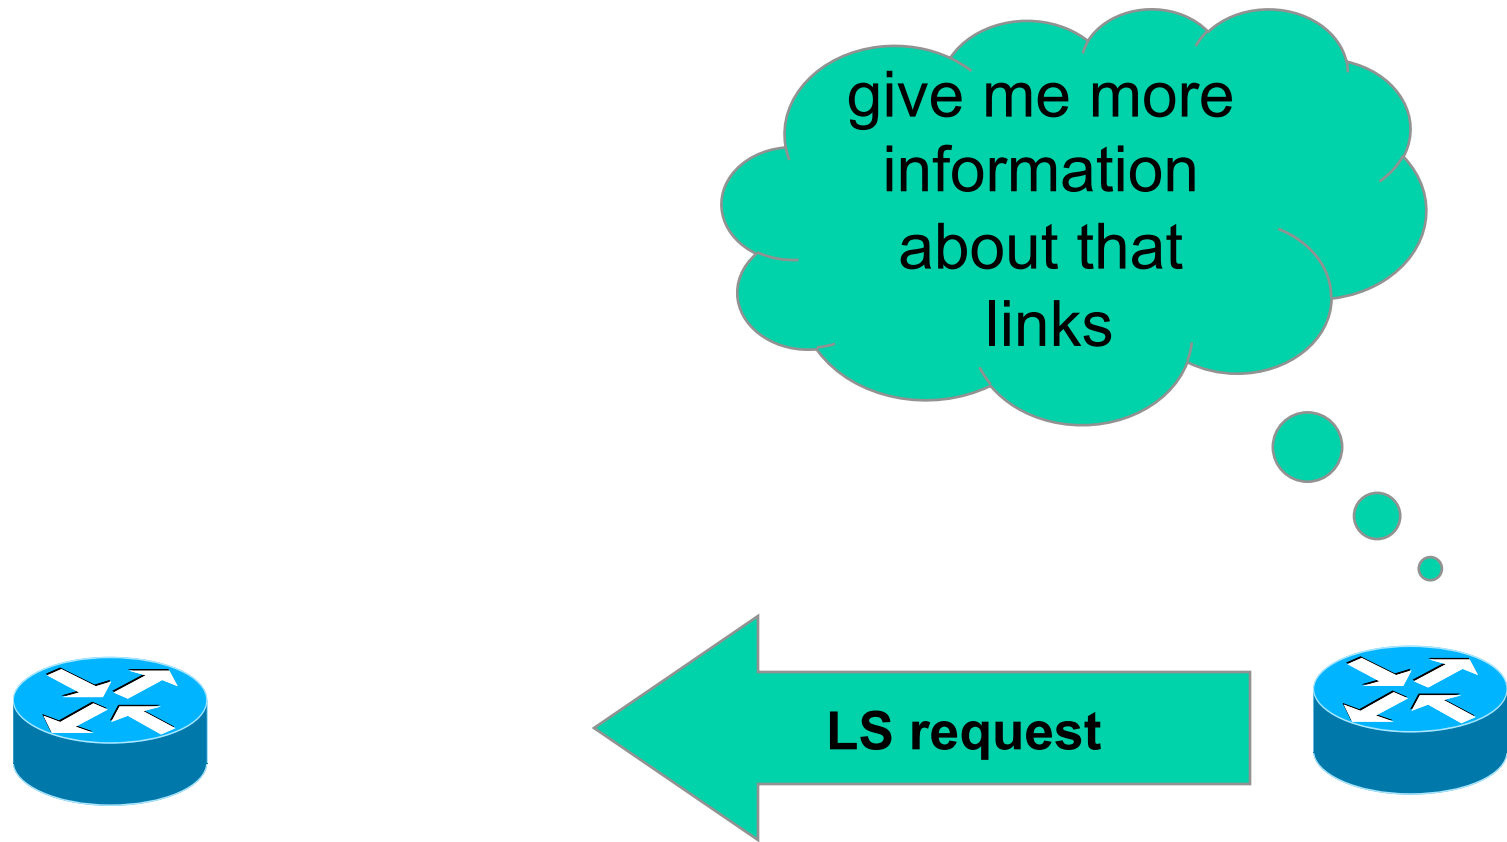 give me more
information
about that
links
LS request